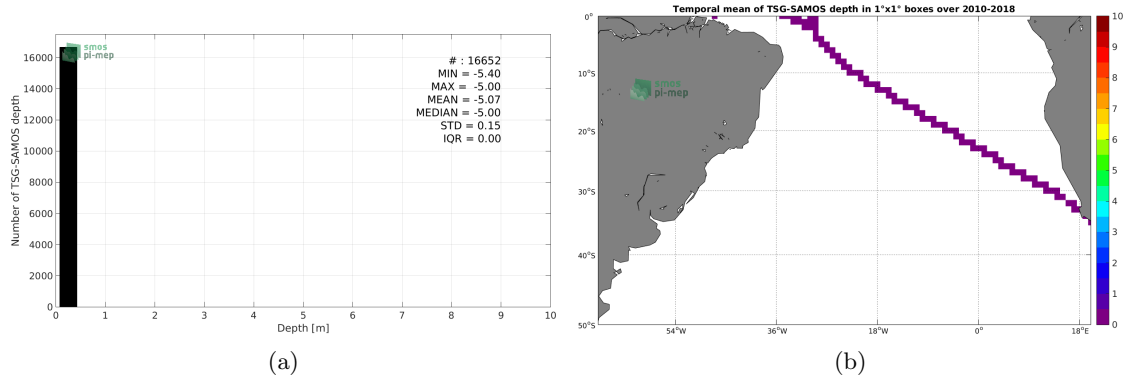 Number of TSG-SAMOS depth
16000
14000
12000
10000
8000
6000
4000
2000
0
smos
pi-mep
# : 16652
MIN = -5.40
MAX = -5.00
MEAN = -5.07
MEDIAN = -5.00
STD = 0.15
IQR = 0.00
0 1 2 3 4 5 6 7 8 9 10
Depth [m]
(a)
Temporal mean of TSG-SAMOS depth in 1°x1° boxes over 2010-2018
0°
10°S
20°S
30°S
40°S
50°S
smos
pi-mep
54°W 36°W 18°W 0° 18°E
10
9
8
7
6
5
4
3
2
1
0
(b)